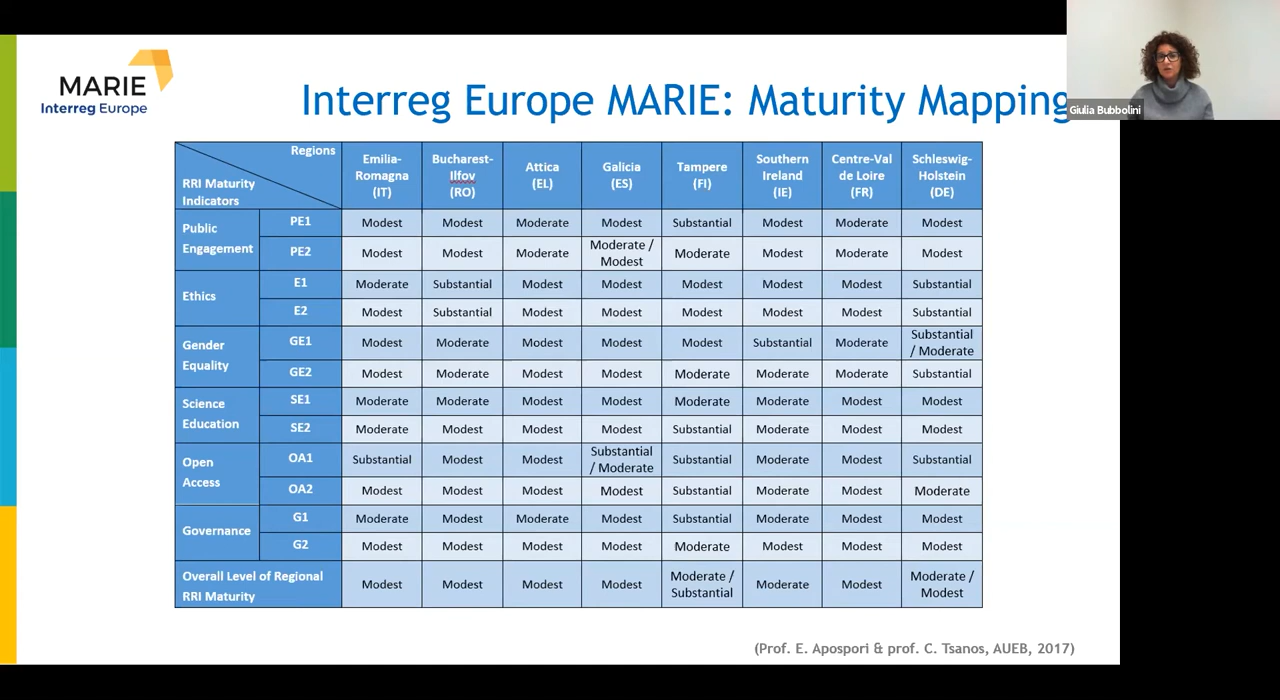 MARIE
Interreg Europe
Interreg Europe MARIE: Maturity Mapping
Giulia Bubbolini
Regions
RRI Maturity
Indicators
Emilia-
Romagna
(IT)
Bucharest-
Ilfov
(RO)
Attica
(EL)
Galicia
(ES)
Tampere
(FI)
Southern
Ireland
(IE)
Centre-Val
de Loire
(FR)
Schleswig-
Holstein
(DE)
Public
Engagement
PE1 Modest Modest Moderate Modest Substantial Modest Moderate Modest
PE2 Modest Modest Moderate Moderate / Modest Moderate Modest Moderate Modest
Ethics
E1 Moderate Substantial Modest Modest Modest Modest Modest Substantial
E2 Modest Substantial Modest Modest Modest Modest Modest Substantial
Gender
Equality
GE1 Modest Moderate Modest Modest Modest Substantial Moderate Substantial / Moderate
GE2 Modest Moderate Modest Modest Moderate Moderate Moderate Substantial
Science
Education
SE1 Moderate Moderate Modest Modest Moderate Moderate Modest Modest
SE2 Moderate Modest Modest Modest Substantial Moderate Modest Modest
Open
Access
OA1 Substantial Modest Modest Substantial / Moderate Substantial Moderate Modest Substantial
OA2 Modest Modest Modest Modest Substantial Moderate Modest Moderate
Governance
G1 Moderate Modest Moderate Modest Substantial Moderate Modest Modest
G2 Modest Modest Modest Modest Moderate Modest Modest Modest
Overall Level of Regional
RRI Maturity
Modest Modest Modest Modest Moderate / Substantial Moderate Modest Moderate / Modest
(Prof. E. Apospori & prof. C. Tsanos, AUEB, 2017)